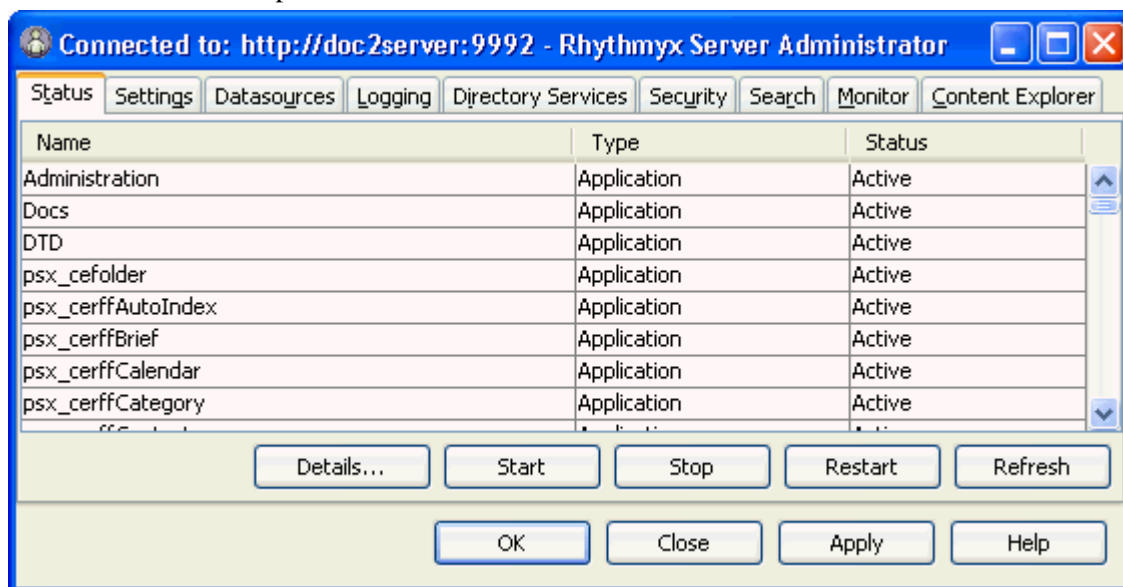 Connected to: http://doc2server:9992 - Rhythmyx Server Administrator
Status Settings Datasources Logging Directory Services Security Search Monitor Content Explorer
Name Type Status
Administration Application Active
Docs Application Active
DTD Application Active
psx_cefolder Application Active
psx_cerffAutoIndex Application Active
psx_cerffBrief Application Active
psx_cerffCalendar Application Active
psx_cerffCategory Application Active
Details... Start Stop Restart Refresh
OK Close Apply Help